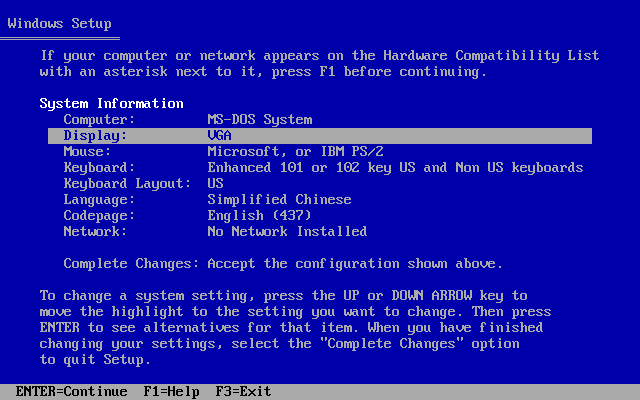 Windows Setup
If your computer or network appears on the Hardware Compatibility List
with an asterisk next to it, press F1 before continuing.
System Information
Computer: MS-DOS System
Display: VGA
Mouse: Microsoft, or IBM PS/2
Keyboard: Enhanced 101 or 102 key US and Non US keyboards
Keyboard Layout: US
Language: Simplified Chinese
Codepage: English (437)
Network: No Network Installed
Complete Changes: Accept the configuration shown above.
To change a system setting, press the UP or DOWN ARROW key to
move the highlight to the setting you want to change. Then press
ENTER to see alternatives for that item. When you have finished
changing your settings, select the "Complete Changes" option
to quit Setup.
ENTER=Continue F1=Help F3=Exit